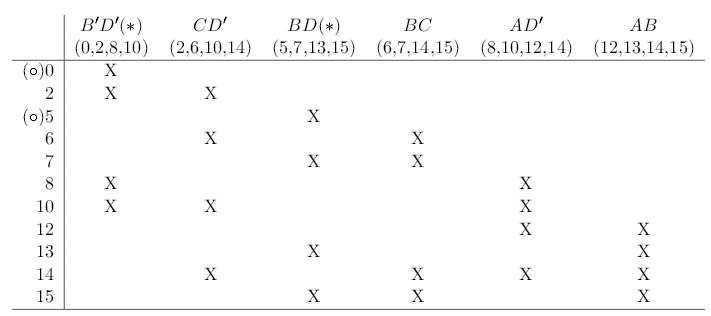 B′D′(∗) CD′ BD(∗) BC AD′ AB
(0,2,8,10) (2,6,10,14) (5,7,13,15) (6,7,14,15) (8,10,12,14) (12,13,14,15)
(∘)0 X
2 X X
(∘)5 X
6 X X
7 X X
8 X X
10 X X X
12 X X
13 X X
14 X X X X
15 X X X